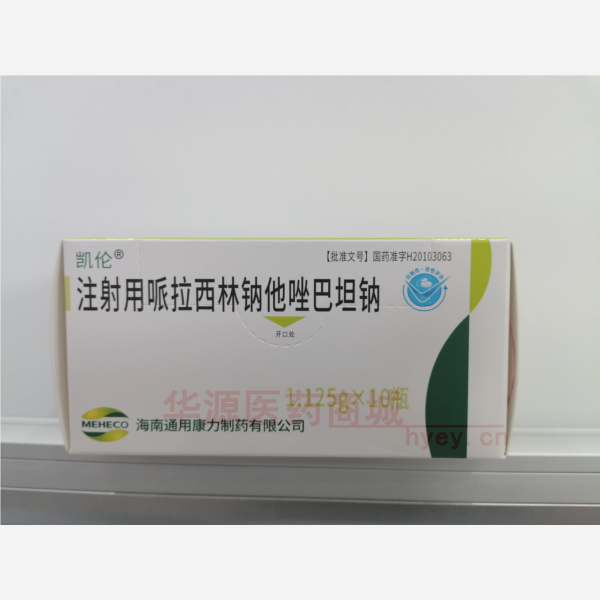 凯伦®
【批准文号】国药准字H20103063
注射用哌拉西林钠他唑巴坦钠
开口处
1.125g×10瓶
华源医药商城
hyey.cn
MEHECO
海南通用康力制药有限公司